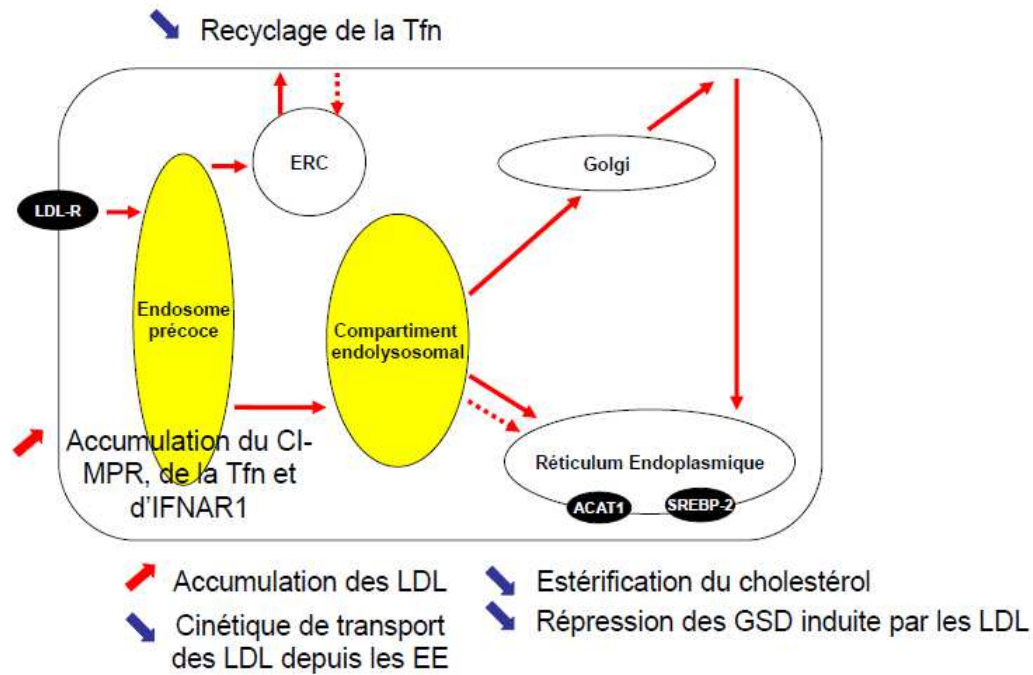 Recyclage de la Tfn
ERC
Golgi
LDL-R
Endosome
précoce
Compartiment
endolysosomal
Accumulation du CI-
MPR, de la Tfn et
d'IFNAR1
Réticulum Endoplasmique
ACAT1
SREBP-2
Accumulation des LDL
Cinétique de transport
des LDL depuis les EE
Estérification du cholestérol
Répression des GSD induite par les LDL